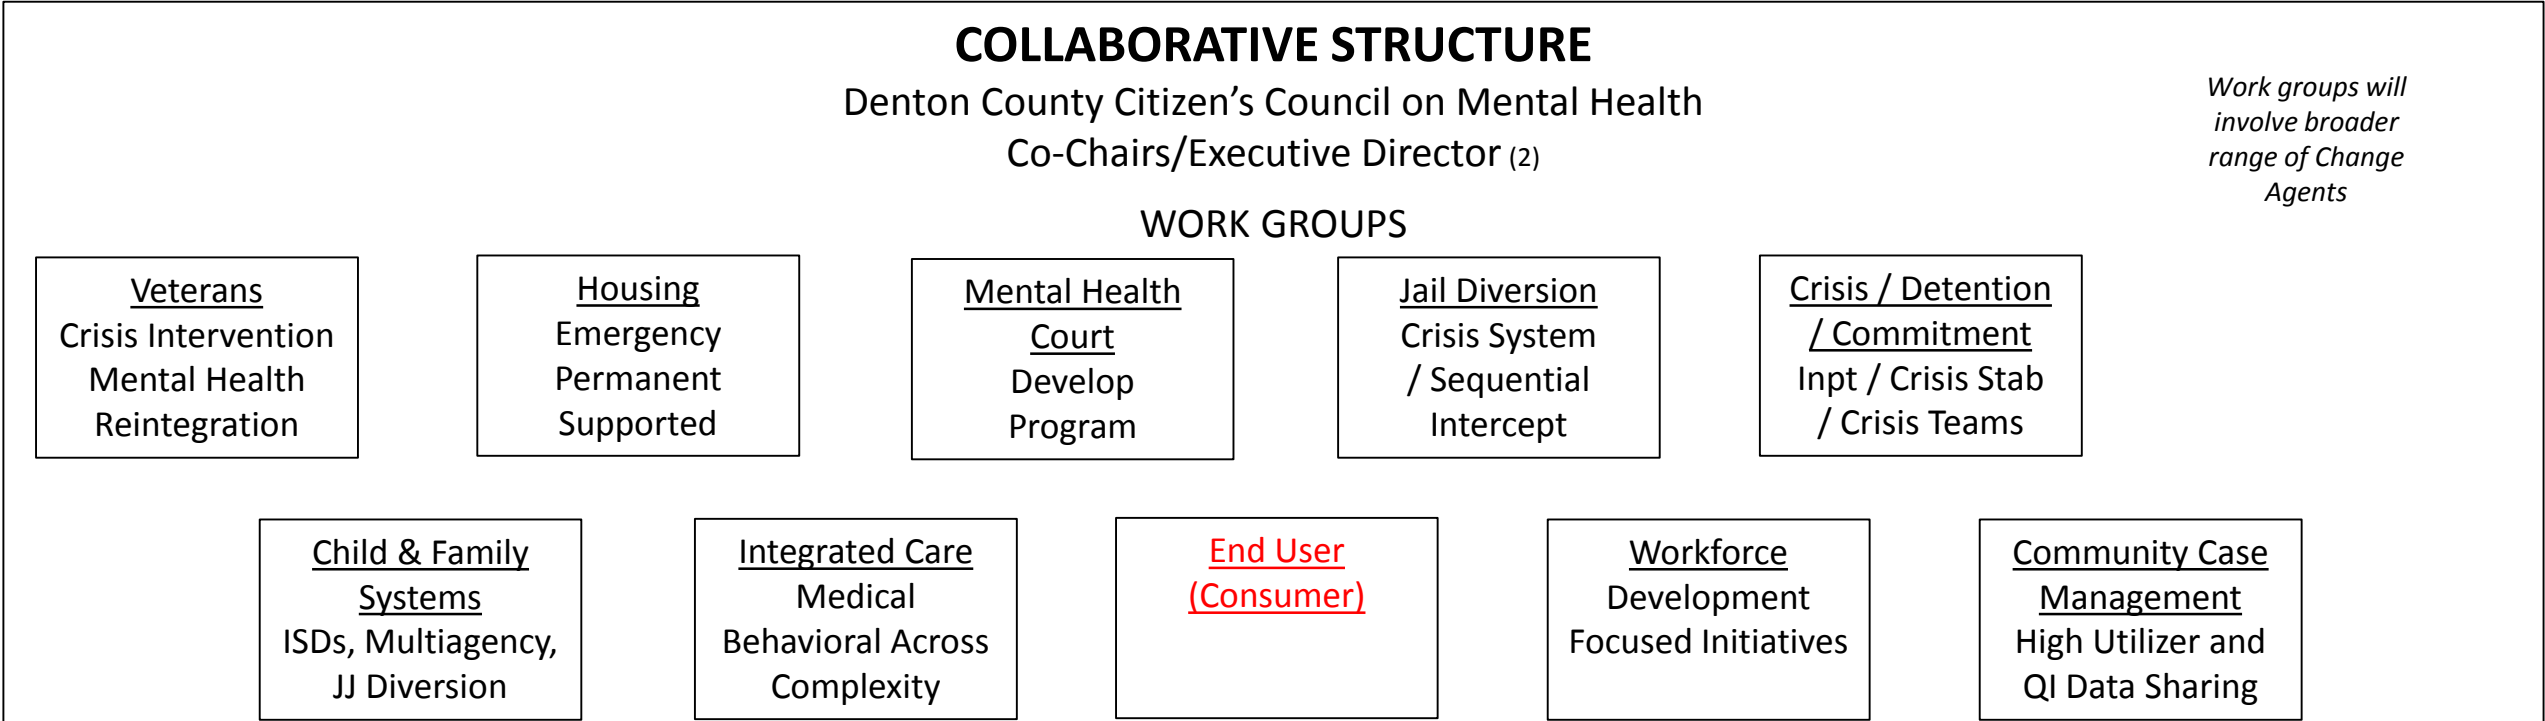 COLLABORATIVE STRUCTURE
Denton County Citizen’s Council on Mental Health
Co-Chairs/Executive Director (2)
Work groups will
involve broader
range of Change
Agents
WORK GROUPS
Veterans
Crisis Intervention
Mental Health
Reintegration
Housing
Emergency
Permanent
Supported
Mental Health
Court
Develop
Program
Jail Diversion
Crisis System
/ Sequential
Intercept
Crisis / Detention
/ Commitment
Inpt / Crisis Stab
/ Crisis Teams
Child & Family
Systems
ISDs, Multiagency,
JJ Diversion
Integrated Care
Medical
Behavioral Across
Complexity
End User
(Consumer)
Workforce
Development
Focused Initiatives
Community Case
Management
High Utilizer and
QI Data Sharing